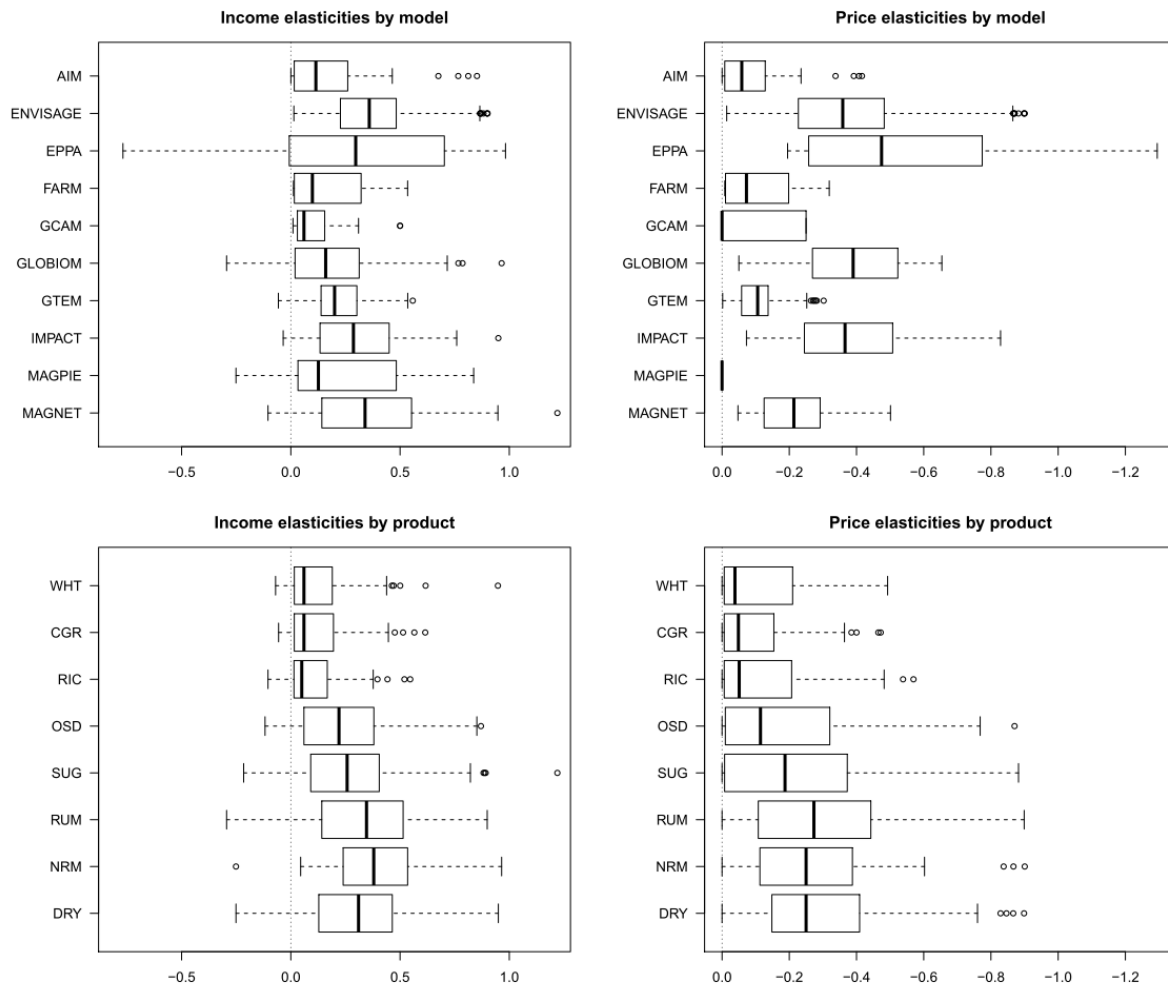 Income elasticities by model
AIM
ENVISAGE
EPPA
FARM
GCAM
GLOBIOM
GTEM
IMPACT
MAGPIE
MAGNET
−0.5 0.0 0.5 1.0
Price elasticities by model
AIM
ENVISAGE
EPPA
FARM
GCAM
GLOBIOM
GTEM
IMPACT
MAGPIE
MAGNET
0.0 −0.2 −0.4 −0.6 −0.8 −1.0 −1.2
Income elasticities by product
WHT
CGR
RIC
OSD
SUG
RUM
NRM
DRY
−0.5 0.0 0.5 1.0
Price elasticities by product
WHT
CGR
RIC
OSD
SUG
RUM
NRM
DRY
0.0 −0.2 −0.4 −0.6 −0.8 −1.0 −1.2